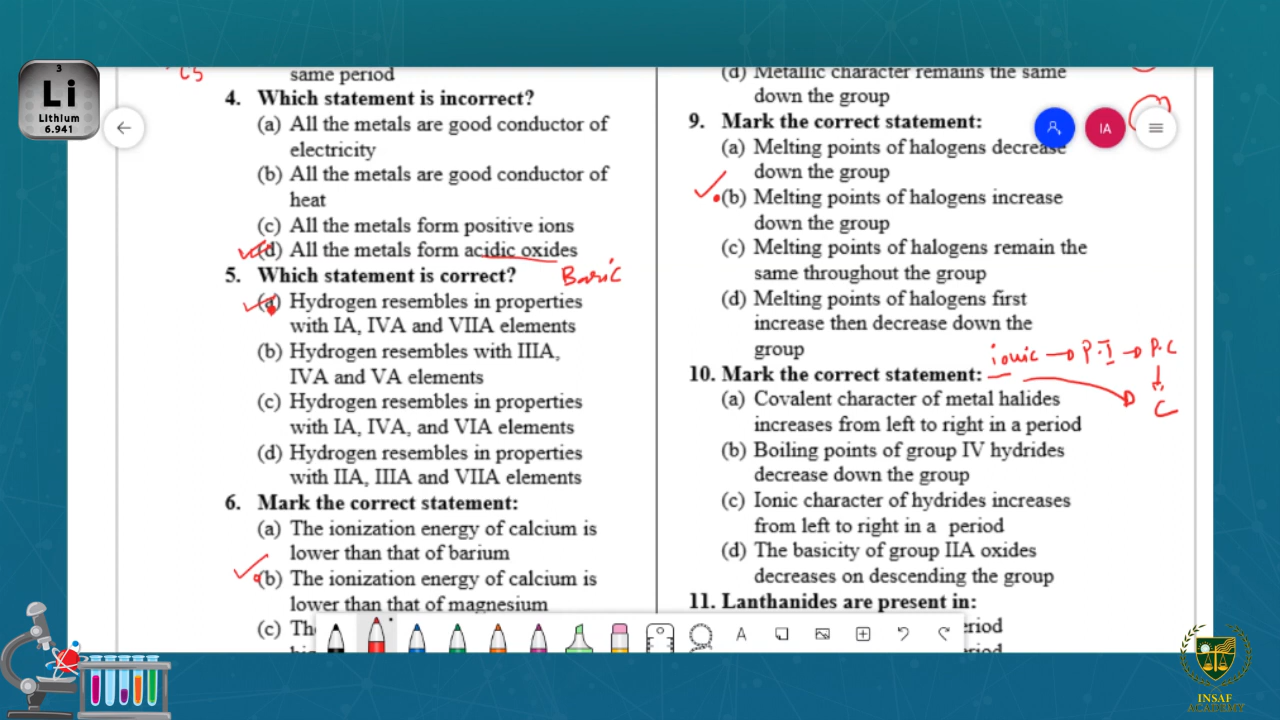 3
Li
Lithium
6.941
same period
4. Which statement is incorrect?
(a) All the metals are good conductor of
electricity
(b) All the metals are good conductor of
heat
(c) All the metals form positive ions
(d) All the metals form acidic oxides
5. Which statement is correct? Basic
(a) Hydrogen resembles in properties
with IA, IVA and VIIA elements
(b) Hydrogen resembles with IIIA,
IVA and VA elements
(c) Hydrogen resembles in properties
with IA, IVA, and VIA elements
(d) Hydrogen resembles in properties
with IIA, IIIA and VIIA elements
6. Mark the correct statement:
(a) The ionization energy of calcium is
lower than that of barium
(b) The ionization energy of calcium is
lower than that of magnesium
(c) Th
(d) Metallic character remains the same
down the group
IA
9. Mark the correct statement:
(a) Melting points of halogens decrease
down the group
(b) Melting points of halogens increase
down the group
(c) Melting points of halogens remain the
same throughout the group
(d) Melting points of halogens first
increase then decrease down the
group
ionic → P.I → P.C
10. Mark the correct statement:
C
(a) Covalent character of metal halides
increases from left to right in a period
(b) Boiling points of group IV hydrides
decrease down the group
(c) Ionic character of hydrides increases
from left to right in a period
(d) The basicity of group IIA oxides
decreases on descending the group
11. Lanthanides are present in:
eriod
A
INSAF
ACADEMY